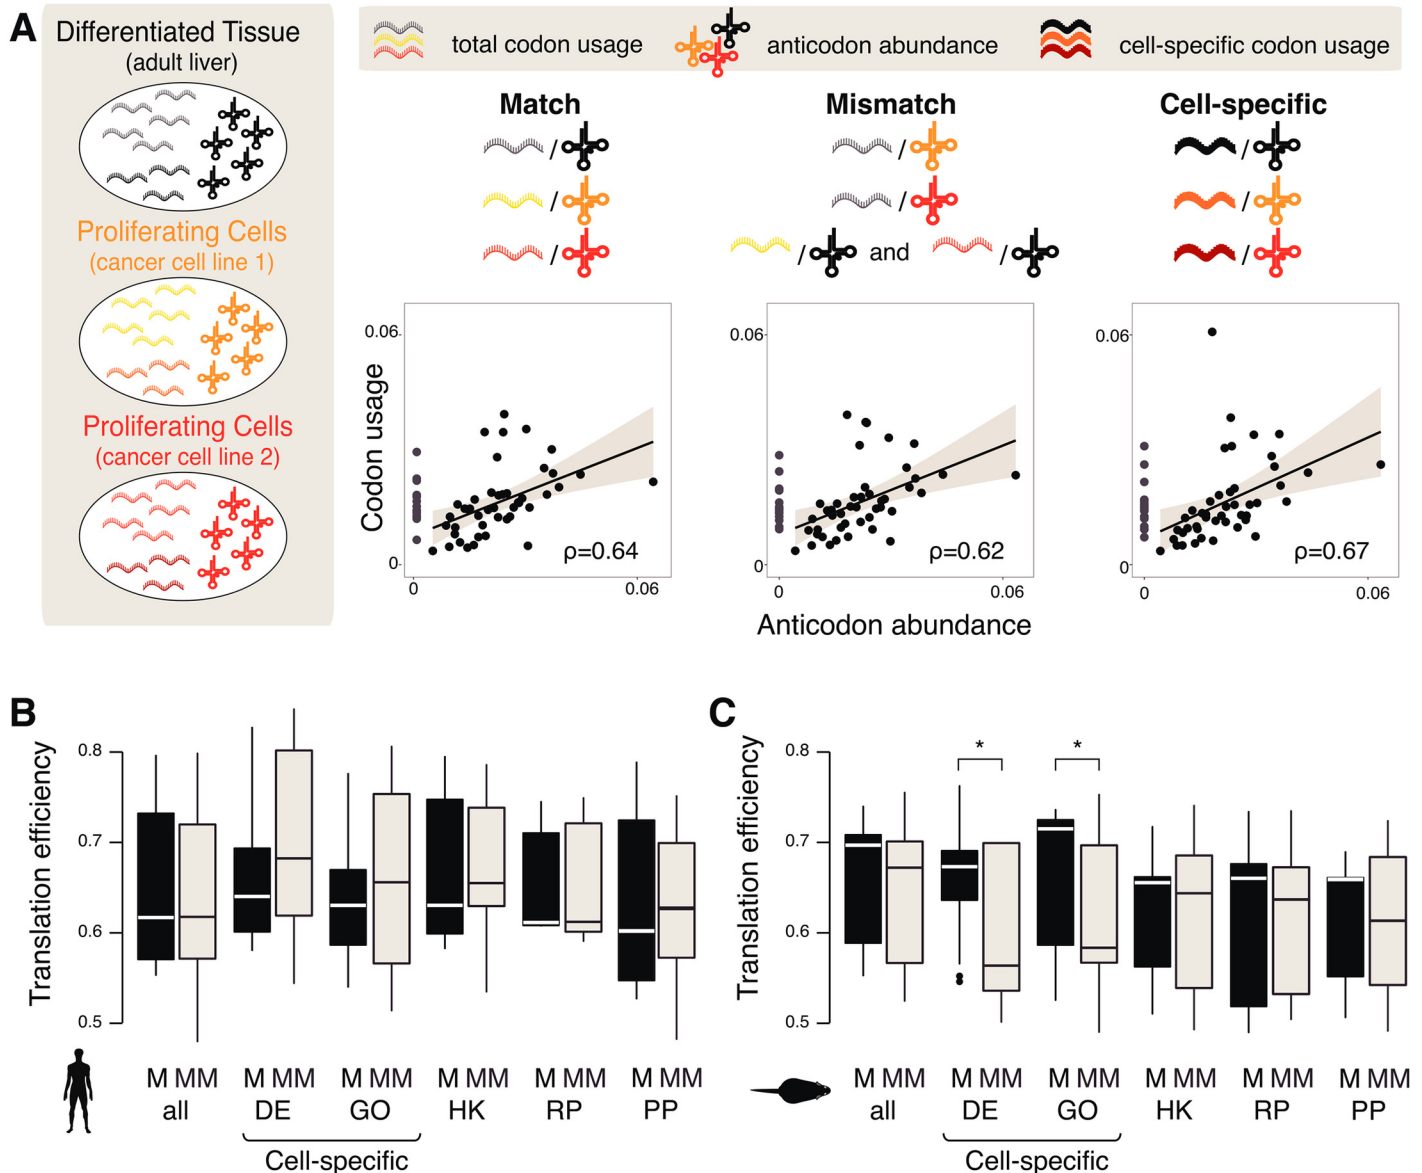 A
Differentiated Tissue
(adult liver)
Proliferating Cells
(cancer cell line 1)
Proliferating Cells
(cancer cell line 2)
total codon usage
anticodon abundance
cell-specific codon usage
Match
Mismatch
Cell-specific
/ / /
/ / /
/ / and / /
Codon usage
0.06 0.06 0.06
ρ=0.64 ρ=0.62 ρ=0.67
0 0 0
0 0.06 0 0.06 0 0.06
Anticodon abundance
B
Translation efficiency
0.8
0.7
0.6
0.5
M MM M MM M MM M MM M MM M MM
all DE GO HK RP PP
Cell-specific
C
Translation efficiency
* *
0.8
0.7
0.6
0.5
M MM M MM M MM M MM M MM M MM
all DE GO HK RP PP
Cell-specific